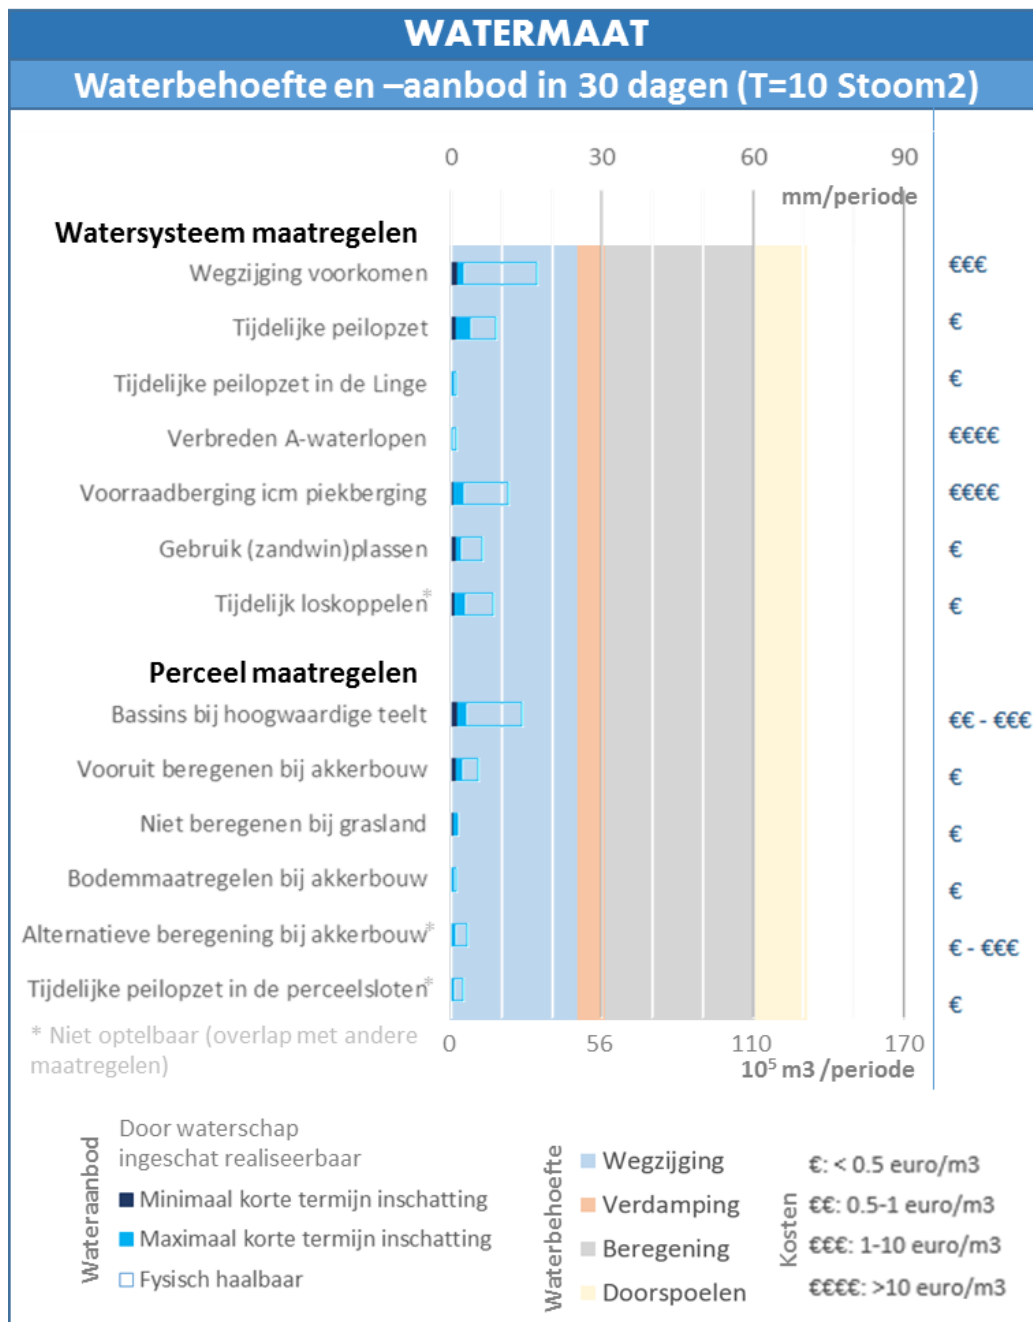 WATERMAAT
Waterbehoefte en –aanbod in 30 dagen (T=10 Stoom2)
0 30 60 90
mm/periode
Watersysteem maatregelen
Wegzijging voorkomen €€€
Tijdelijke peilopzet €
Tijdelijke peilopzet in de Linge €
Verbreden A-waterlopen €€€€
Voorraadberging icm piekberging €€€€
Gebruik (zandwin)plassen €
Tijdelijk loskoppelen* €
Perceel maatregelen
Bassins bij hoogwaardige teelt €€ - €€€
Vooruit beregenen bij akkerbouw €
Niet beregenen bij grasland €
Bodemmaatregelen bij akkerbouw €
Alternatieve beregening bij akkerbouw* € - €€€
Tijdelijke peilopzet in de perceelsloten* €
* Niet optelbaar (overlap met andere
maatregelen)
0 56 110 170
10⁵ m3 /periode
Wateraanbod
Door waterschap
ingeschat realiseerbaar
Minimaal korte termijn inschatting
Maximaal korte termijn inschatting
Fysisch haalbaar
Waterbehoefte
Wegzijging
Verdamping
Beregening
Doorspoelen
Kosten
€: < 0.5 euro/m3
€€: 0.5-1 euro/m3
€€€: 1-10 euro/m3
€€€€: >10 euro/m3